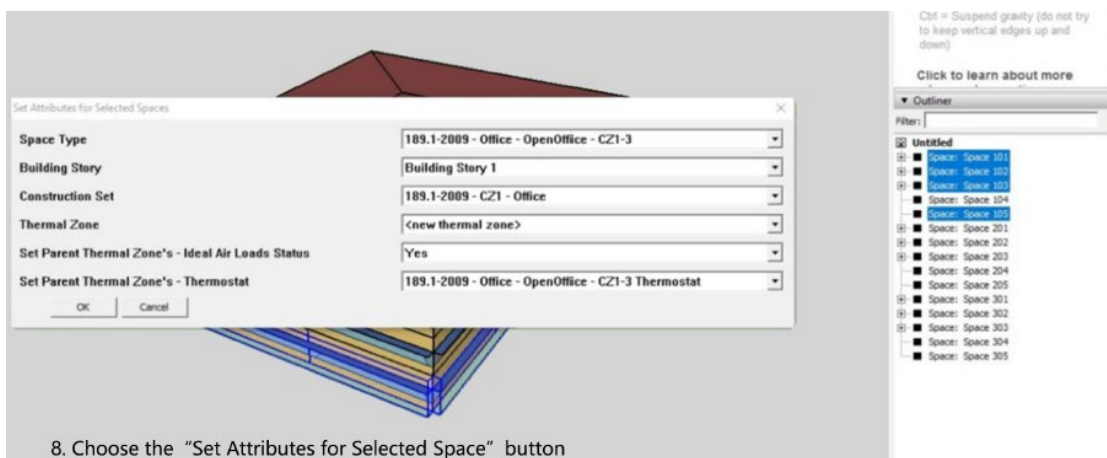 Ctrl = Suspend gravity (do not try
to keep vertical edges up and
down)
Click to learn about more
Set Attributes for Selected Spaces
Space Type
189.1-2009 - Office - OpenOffice - CZ1-3
Building Story
Building Story 1
Construction Set
189.1-2009 - CZ1 - Office
Thermal Zone
<new thermal zone>
Set Parent Thermal Zone's - Ideal Air Loads Status
Yes
Set Parent Thermal Zone's - Thermostat
189.1-2009 - Office - OpenOffice - CZ1-3 Thermostat
OK
Cancel
Outliner
Filter:
Untitled
Space: Space 101
Space: Space 102
Space: Space 103
Space: Space 104
Space: Space 105
Space: Space 201
Space: Space 202
Space: Space 203
Space: Space 204
Space: Space 205
Space: Space 301
Space: Space 302
Space: Space 303
Space: Space 304
Space: Space 305
8. Choose the “Set Attributes for Selected Space” button